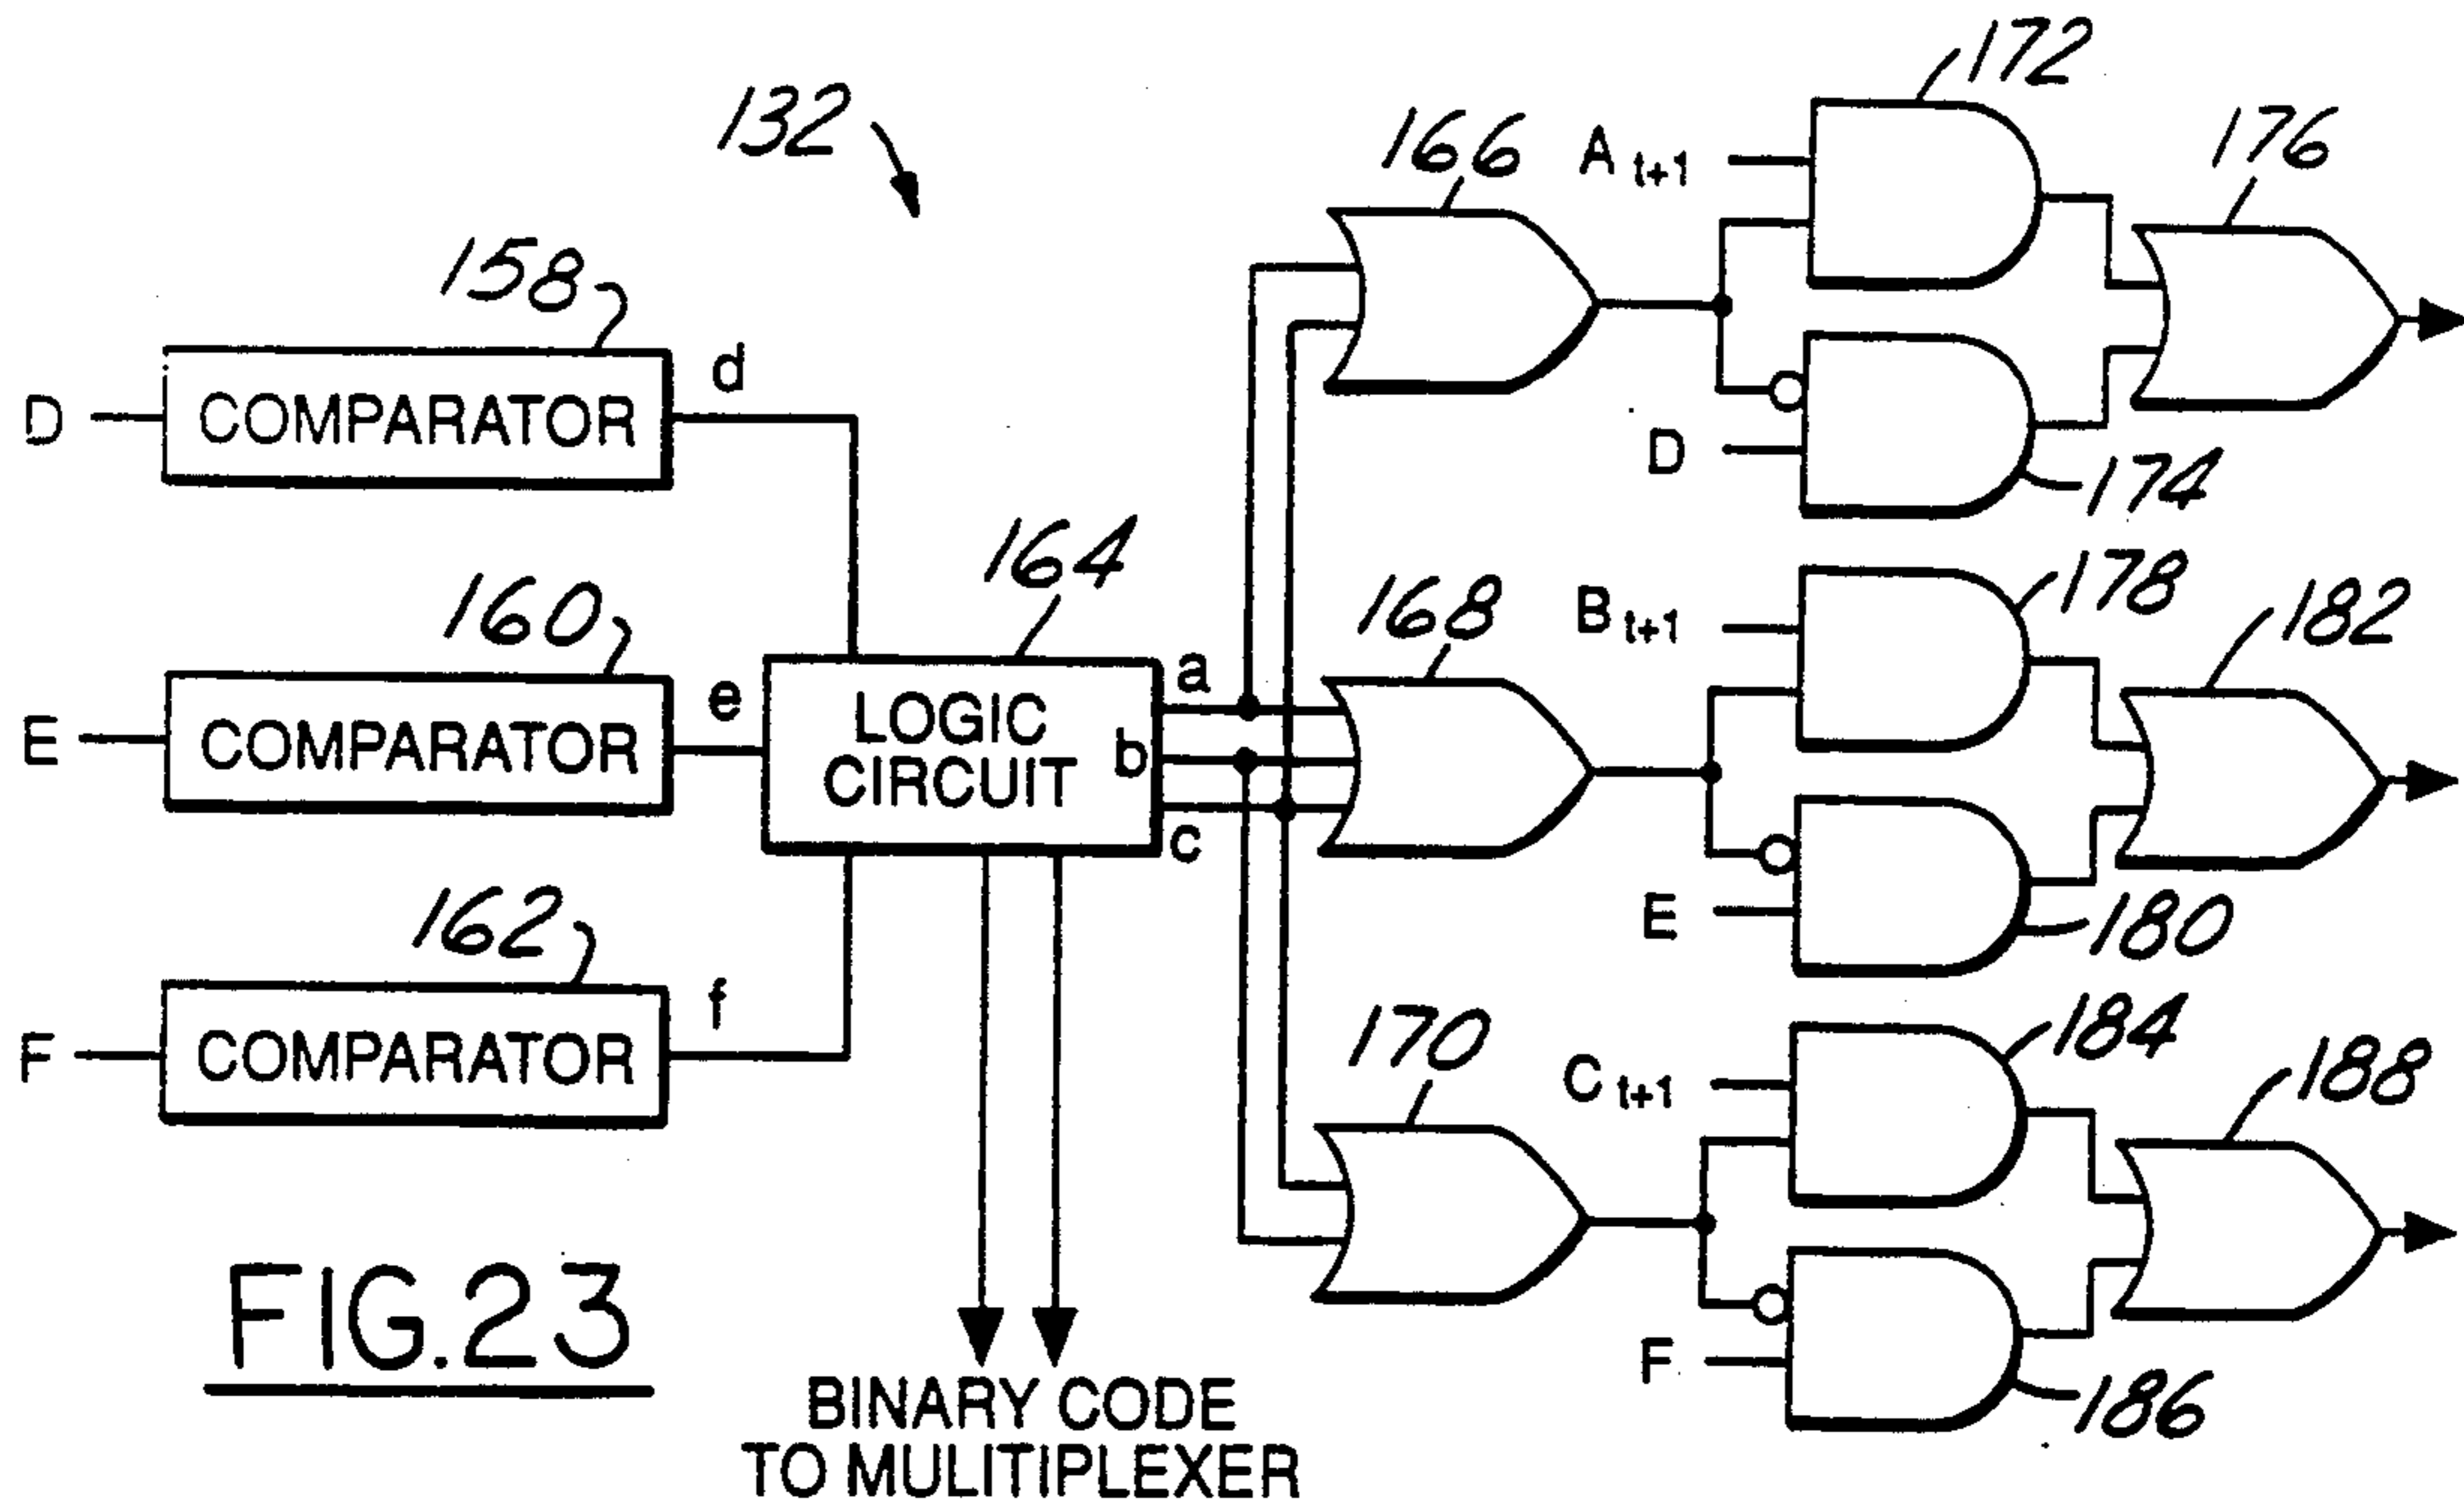 132
158
D
COMPARATOR
d
160
E
COMPARATOR
e
162
F
COMPARATOR
f
164
LOGIC
CIRCUIT
a
b
c
BINARY CODE
TO MULITIPLEXER
166
168
170
A t+1
172
D
174
176
B t+1
178
E
180
182
C t+1
184
F
186
188
FIG.23